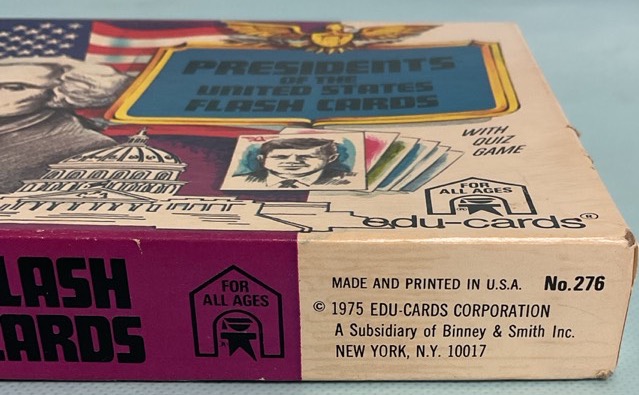 PRESIDENTS
OF THE
UNITED STATES
FLASH CARDS
WITH
QUIZ
GAME
FOR
ALL AGES
edu-cards®
LASH
CARDS
FOR
ALL AGES
MADE AND PRINTED IN U.S.A. No.276
© 1975 EDU-CARDS CORPORATION
A Subsidiary of Binney & Smith Inc.
NEW YORK, N.Y. 10017